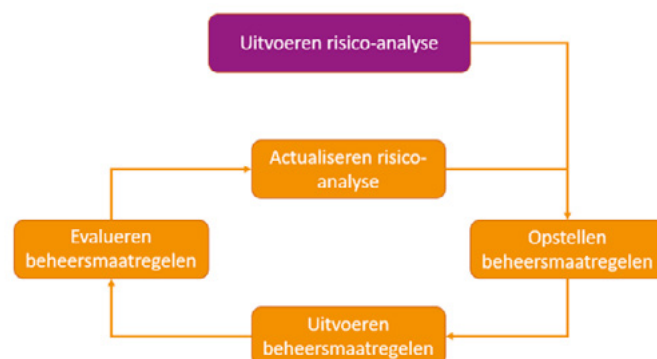 Uitvoeren risico-analyse
Actualiseren risico-
analyse
Evalueren
beheersmaatregelen
Opstellen
beheersmaatregelen
Uitvoeren
beheersmaatregelen